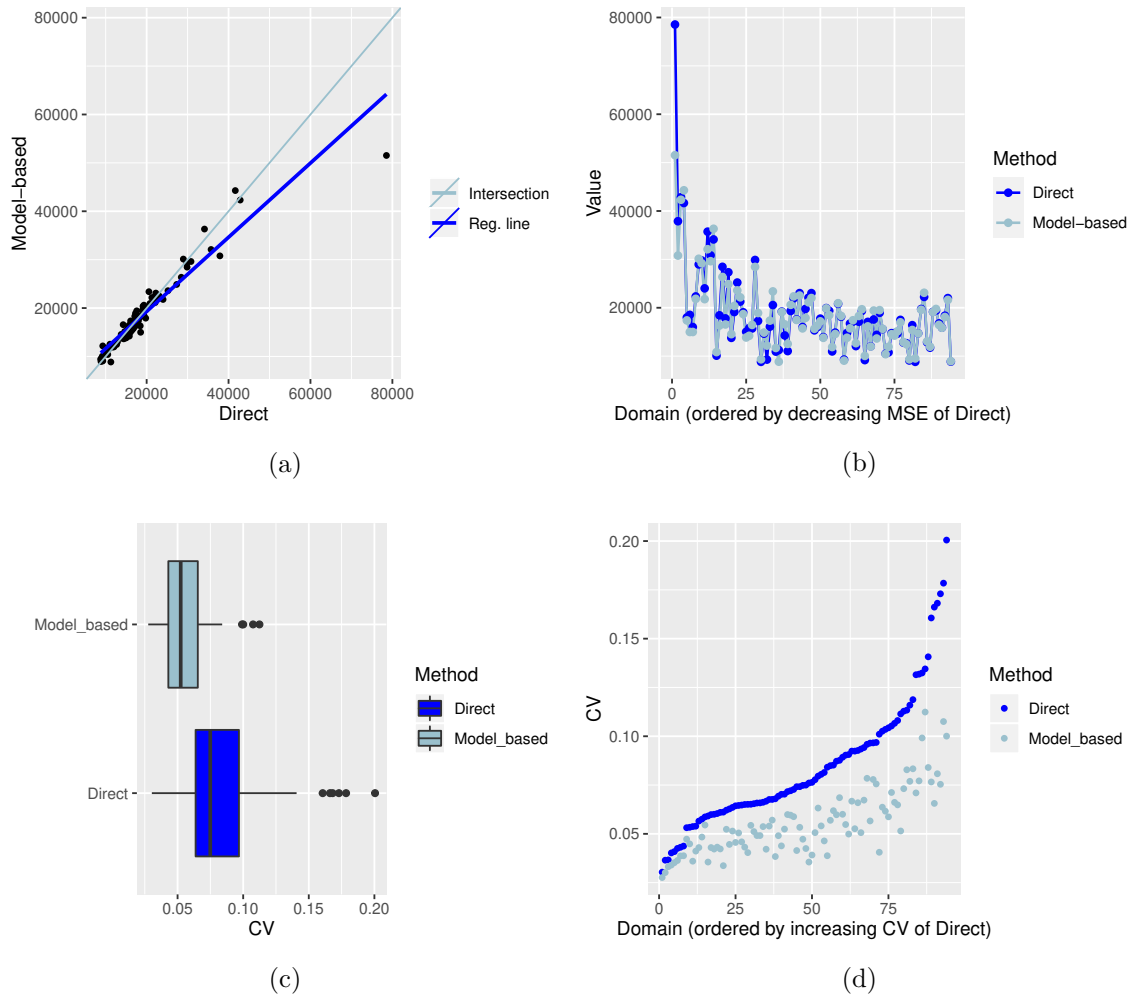 80000
60000
40000
20000
Model−based
20000 40000 60000 80000
Direct
Intersection
Reg. line
(a)
80000
60000
40000
20000
Value
0 25 50 75
Domain (ordered by decreasing MSE of Direct)
Method
Direct
Model−based
(b)
Model_based
Direct
0.05 0.10 0.15 0.20
CV
Method
Direct
Model_based
(c)
0.20
0.15
0.10
0.05
CV
0 25 50 75
Domain (ordered by increasing CV of Direct)
Method
Direct
Model_based
(d)